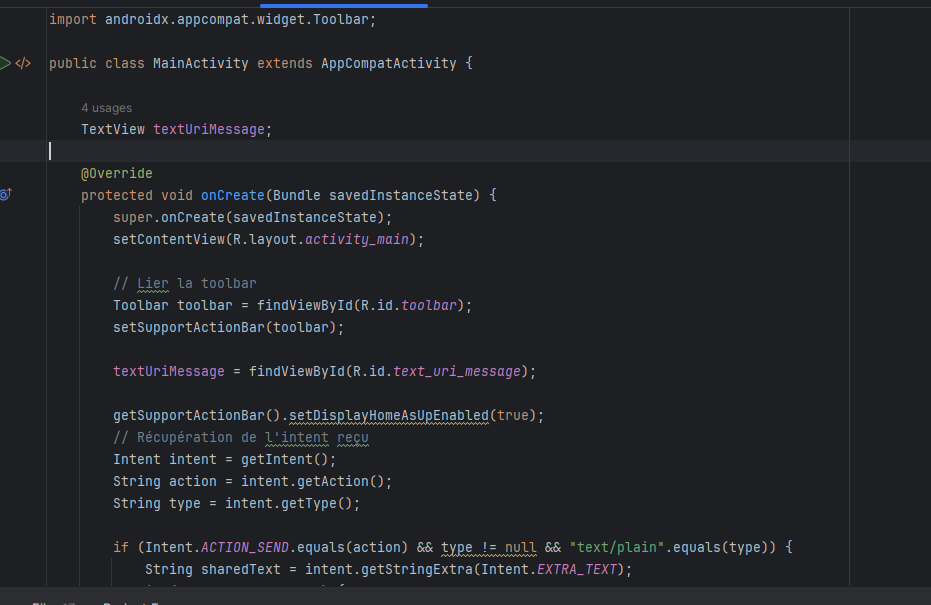 import androidx.appcompat.widget.Toolbar;
public class MainActivity extends AppCompatActivity {
4 usages
TextView textUriMessage;
@Override
protected void onCreate(Bundle savedInstanceState) {
super.onCreate(savedInstanceState);
setContentView(R.layout.activity_main);
// Lier la toolbar
Toolbar toolbar = findViewById(R.id.toolbar);
setSupportActionBar(toolbar);
textUriMessage = findViewById(R.id.text_uri_message);
getSupportActionBar().setDisplayHomeAsUpEnabled(true);
// Récupération de l'intent reçu
Intent intent = getIntent();
String action = intent.getAction();
String type = intent.getType();
if (Intent.ACTION_SEND.equals(action) && type != null && "text/plain".equals(type)) {
String sharedText = intent.getStringExtra(Intent.EXTRA_TEXT);